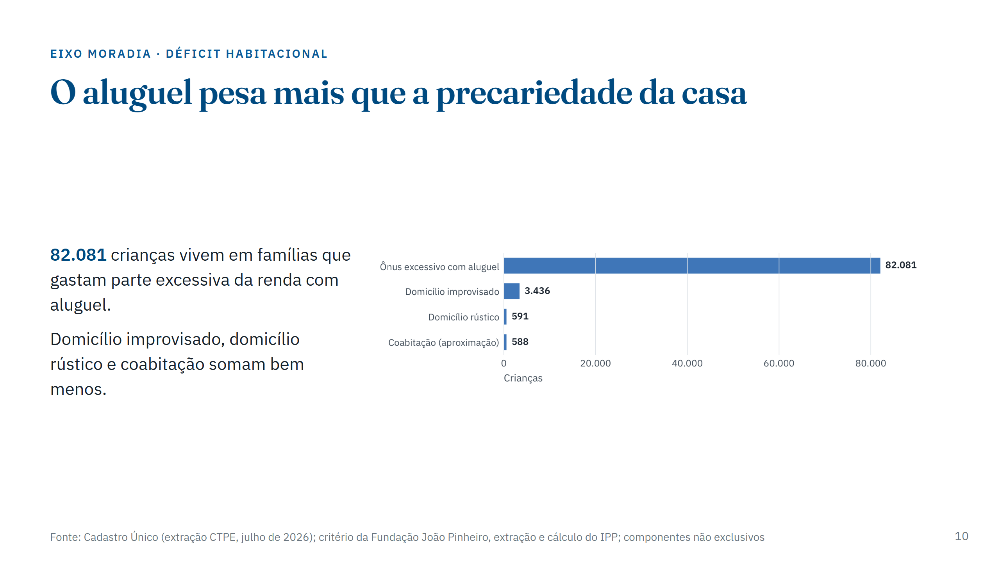 EIXO MORADIA · DÉFICIT HABITACIONAL
O aluguel pesa mais que a precariedade da casa
82.081 crianças vivem em famílias que
gastam parte excessiva da renda com
aluguel.
Domicílio improvisado, domicílio
rústico e coabitação somam bem
menos.
Ônus excessivo com aluguel 82.081
Domicílio improvisado 3.436
Domicílio rústico 591
Coabitação (aproximação) 588
0 20.000 40.000 60.000 80.000
Crianças
Fonte: Cadastro Único (extração CTPE, julho de 2026); critério da Fundação João Pinheiro, extração e cálculo do IPP; componentes não exclusivos
10